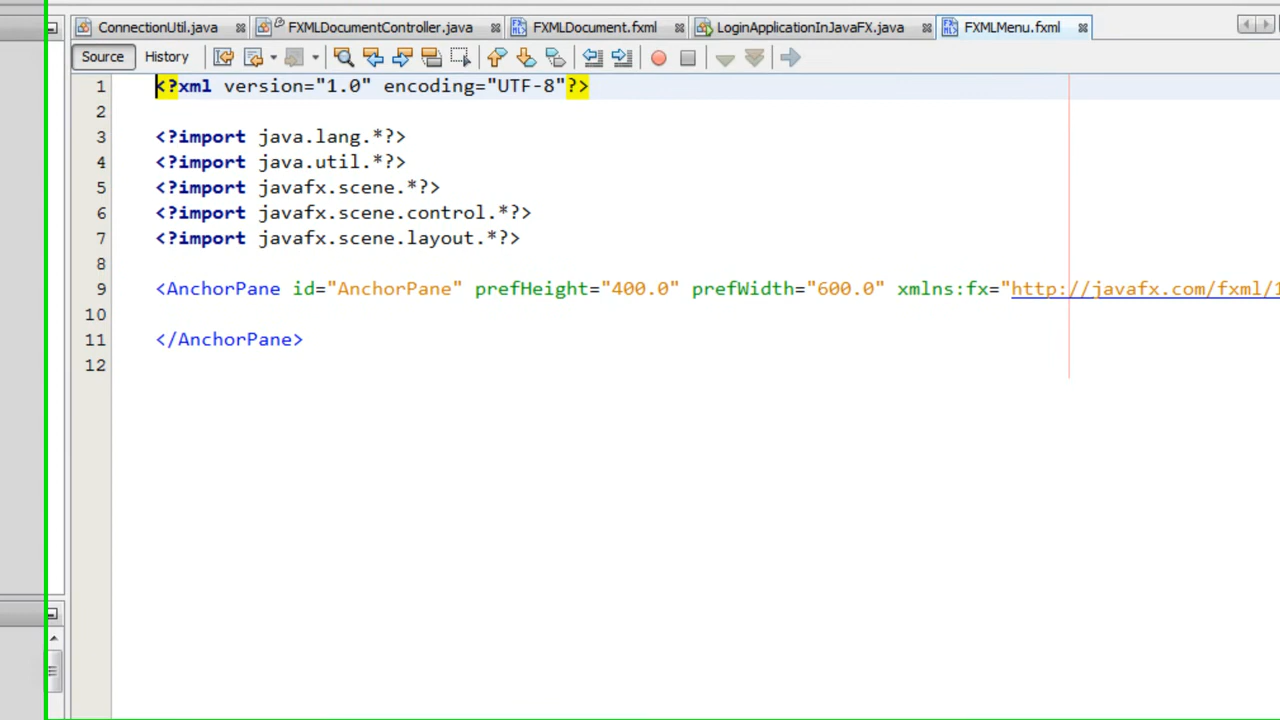 ConnectionUtil.java FXMLDocumentController.java FXMLDocument.fxml LoginApplicationInJavaFX.java FXMLMenu.fxml
Source History
1 <?xml version="1.0" encoding="UTF-8"?>
2
3 <?import java.lang.*?>
4 <?import java.util.*?>
5 <?import javafx.scene.*?>
6 <?import javafx.scene.control.*?>
7 <?import javafx.scene.layout.*?>
8
9 <AnchorPane id="AnchorPane" prefHeight="400.0" prefWidth="600.0" xmlns:fx="http://javafx.com/fxml/1
10
11 </AnchorPane>
12